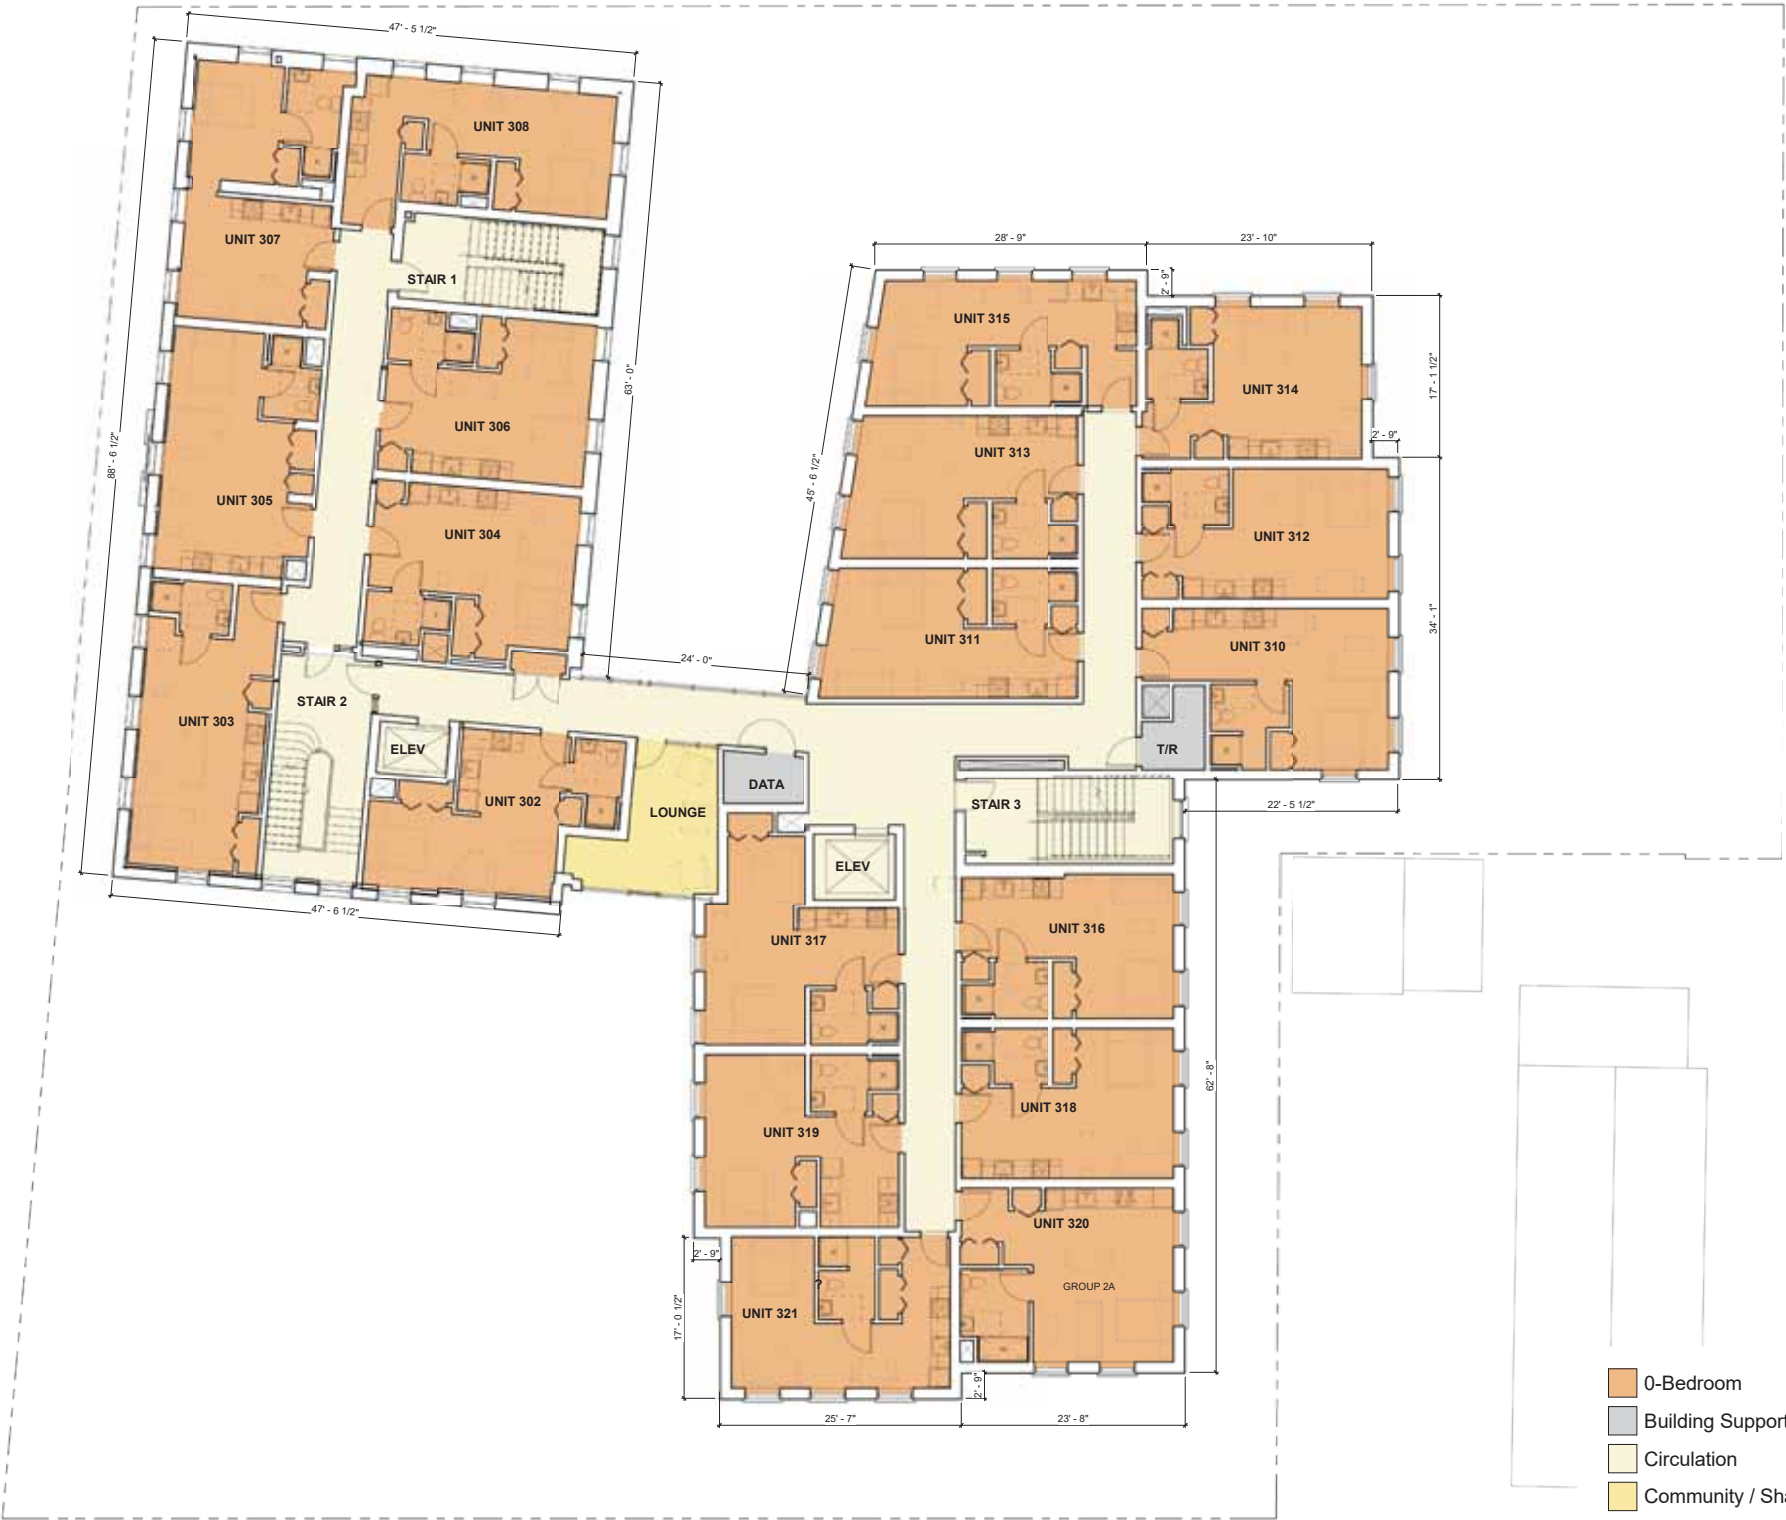 47' - 5 1/2"
UNIT 308
UNIT 307
STAIR 1
28' - 9"
23' - 10"
2' - 9"
UNIT 315
UNIT 314
17' - 1 1/2"
63' - 0"
UNIT 306
88' - 6 1/2"
2' - 9"
UNIT 313
45' - 6 1/2"
UNIT 305
UNIT 304
UNIT 312
34' - 1"
UNIT 311
UNIT 310
24' - 0"
STAIR 2
UNIT 303
ELEV
T/R
DATA
UNIT 302
LOUNGE
STAIR 3
22' - 5 1/2"
ELEV
47' - 6 1/2"
UNIT 317
UNIT 316
62' - 8"
UNIT 318
UNIT 319
UNIT 320
2' - 9"
GROUP 2A
?
17' - 0 1/2"
UNIT 321
2' - 9"
25' - 7"
23' - 8"
0-Bedroom
Building Support
Circulation
Community / Sha